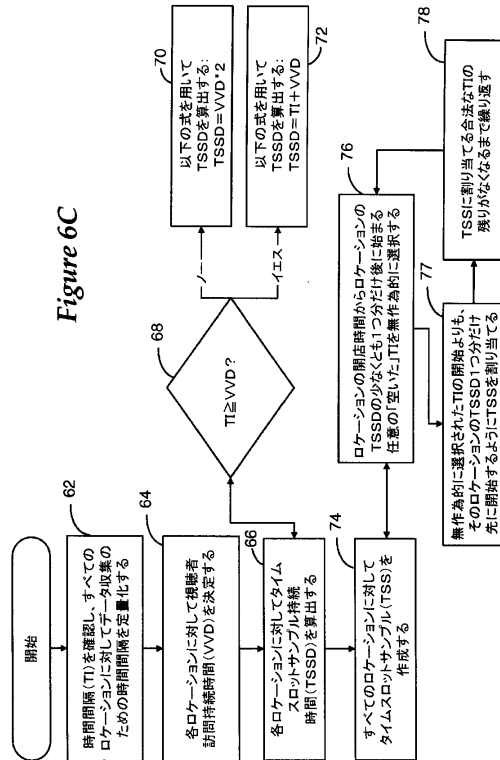 Figure 6C
開始
62
時間間隔(TI)を確認し、すべての
ロケーションに対してデータ収集の
ための時間間隔を定量化する
64
各ロケーションに対して視聴者
訪問持続時間(VVD)を決定する
66
各ロケーションに対してタイム
スロットサンプル持続
時間(TSSD)を算出する
68
TI≧VVD?
ノー
イエス
70
以下の式を用いて
TSSDを算出する:
TSSD=VVD*2
72
以下の式を用いて
TSSDを算出する:
TSSD=TI+VVD
74
すべてのロケーションに対して
タイムスロットサンプル(TSS)を
作成する
76
ロケーションの開店時間からロケーションの
TSSDの少なくとも1つ分だけ後に始まる
任意の「空いた」TIを無作為的に選択する
77
無作為的に選択されたTIの開始よりも、
そのロケーションのTSSD1つ分だけ
先に開始するようにTSSを割り当てる
78
TSSに割り当てる合法なTIの
残りがなくなるまで繰り返す